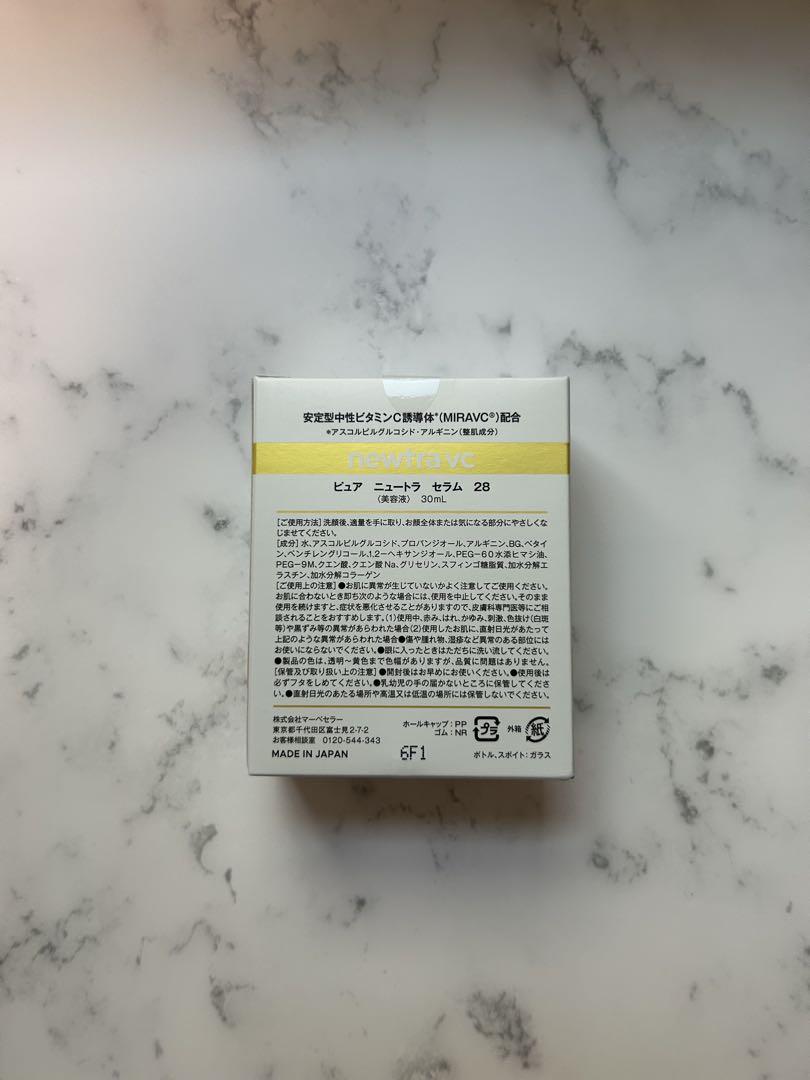 安定型中性ビタミンC誘導体*(MIRAVC®)配合
*アスコルビルグルコシド・アルギニン(整肌成分)
newtra vc
ピュア ニュートラ セラム 28
(美容液) 30mL
[ご使用方法]洗顔後、適量を手に取り、お顔全体または気になる部分にやさしくな
じませてください。
[成分]水、アスコルビルグルコシド、プロパンジオール、アルギニン、BG、ベタイ
ン、ペンチレングリコール、1,2-ヘキサンジオール、PEG-60水添ヒマシ油、
PEG-9M、クエン酸、クエン酸Na、グリセリン、スフィンゴ糖脂質、加水分解エ
ラスチン、加水分解コラーゲン
[ご使用上の注意]●お肌に異常が生じていないかよく注意してご使用ください。
お肌に合わないとき即ち次のような場合には、使用を中止してください。そのまま
使用を続けますと、症状を悪化させることがありますので、皮膚科専門医等にご相
談されることをおすすめします。(1)使用中、赤み、はれ、かゆみ、刺激、色抜け(白斑
等)や黒ずみ等の異常があらわれた場合(2)使用したお肌に、直射日光があたって
上記のような異常があらわれた場合●傷や腫れ物、湿疹など異常のある部位には
お使いにならないでください。●眼に入ったときはただちに洗い流してください。
●製品の色は、透明～黄色まで色幅がありますが、品質に問題はありません。
[保管及び取り扱い上の注意]●開封後はお早めにお使いください。●使用後は
必ずフタをしめてください。●乳幼児の手の届かないところに保管してくださ
い。●直射日光のあたる場所や高温又は低温の場所には保管しないでください。
株式会社マーベセラー
東京都千代田区富士見2-7-2
お客様相談室 0120-544-343
MADE IN JAPAN
6F1
ホールキャップ:PP
ゴム:NR
プラ
外箱
紙
ボトル、スポイト:ガラス